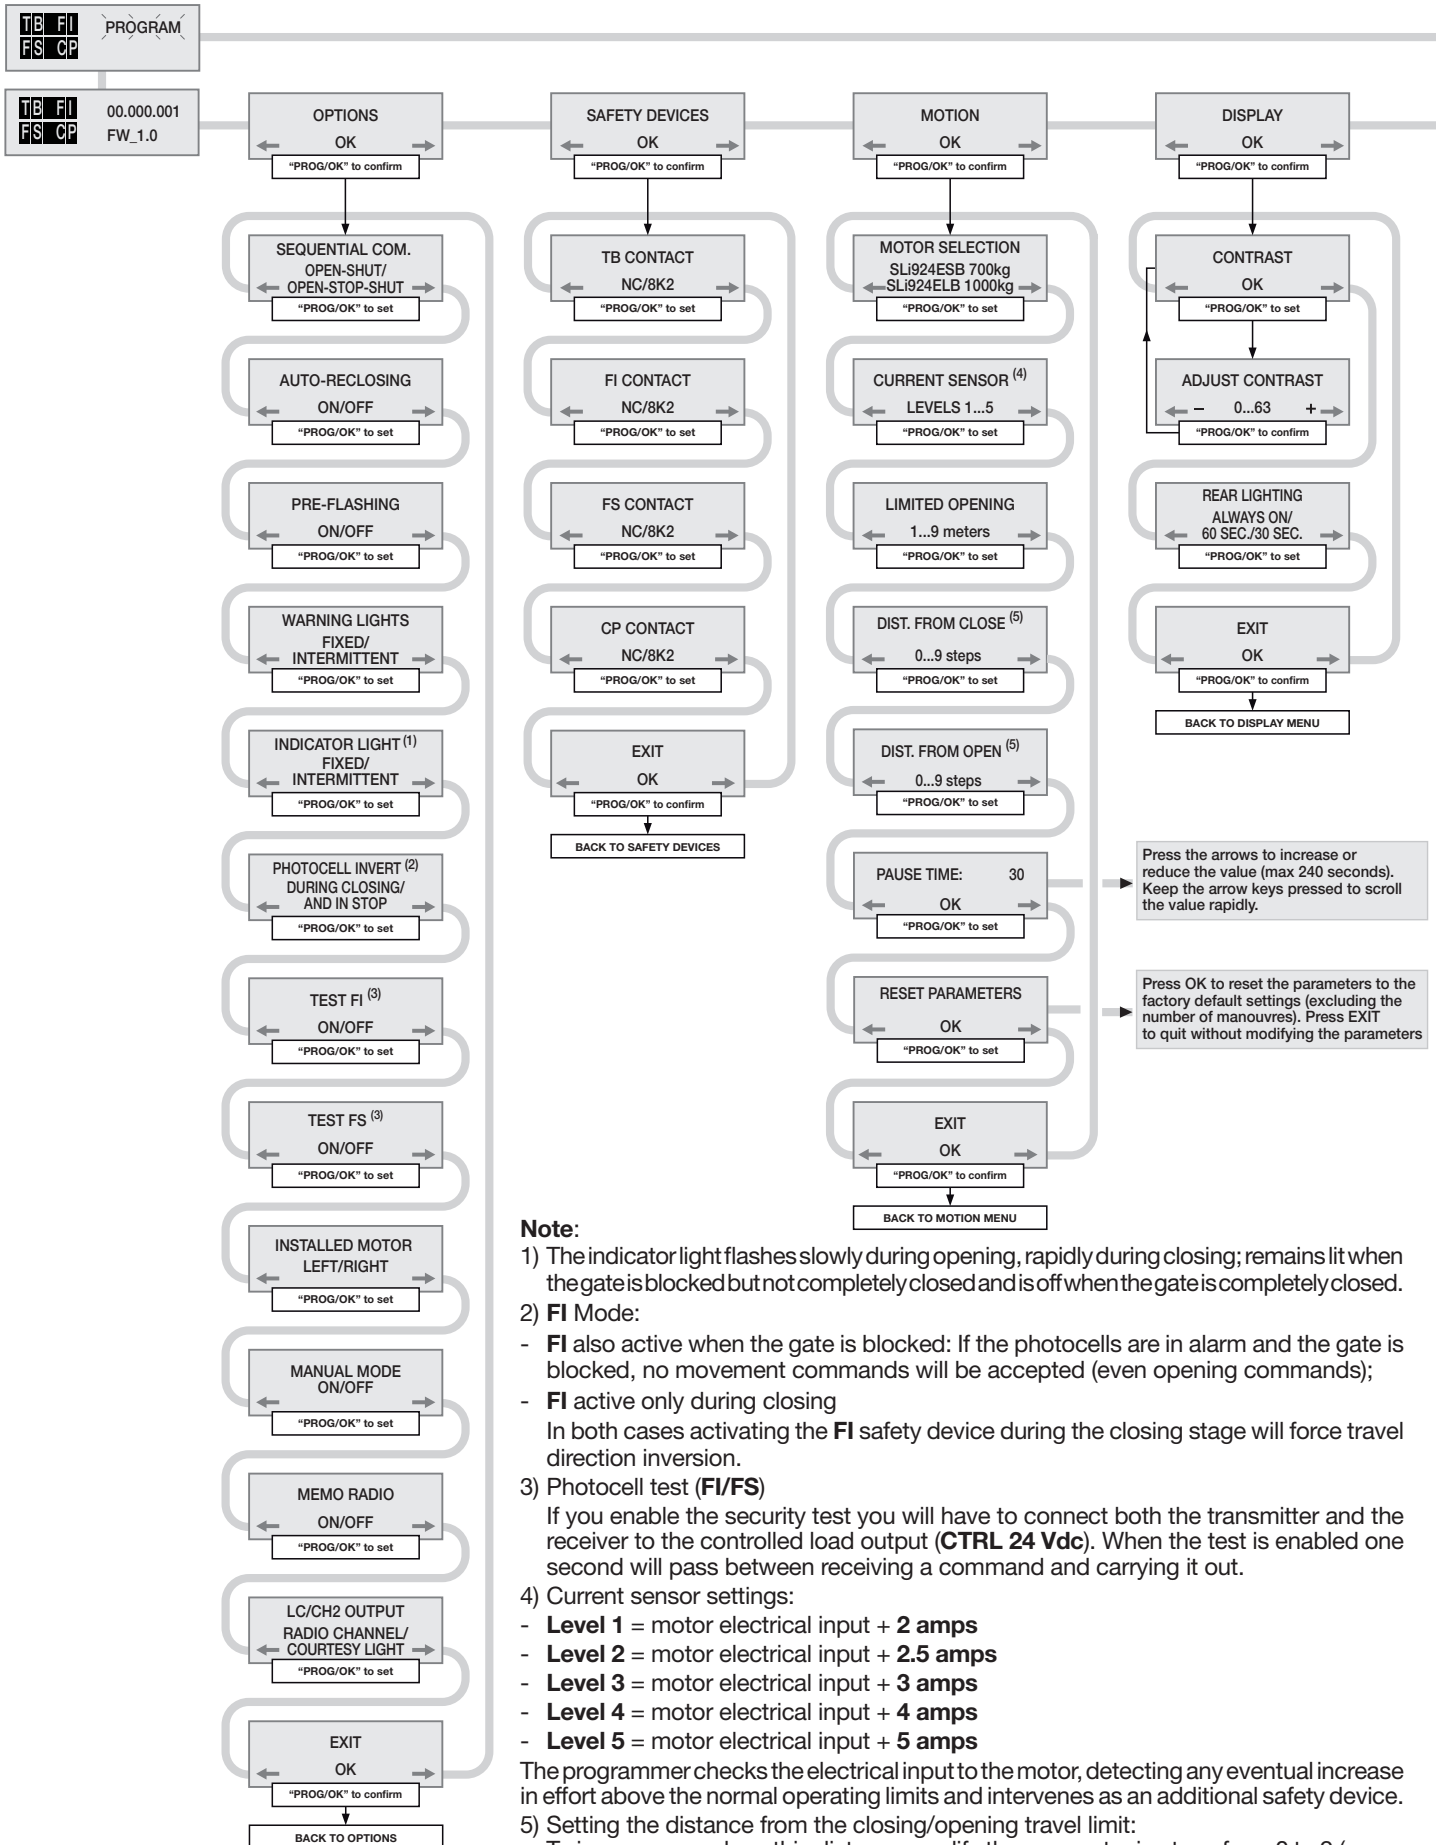 TB FI
FS CP
PROGRAM
TB FI
FS CP
00.000.001
FW_1.0
OPTIONS
OK
“PROG/OK” to confirm
SEQUENTIAL COM.
OPEN-SHUT/
OPEN-STOP-SHUT
“PROG/OK” to set
AUTO-RECLOSING
ON/OFF
“PROG/OK” to set
PRE-FLASHING
ON/OFF
“PROG/OK” to set
WARNING LIGHTS
FIXED/
INTERMITTENT
“PROG/OK” to set
INDICATOR LIGHT (1)
FIXED/
INTERMITTENT
“PROG/OK” to set
PHOTOCELL INVERT (2)
DURING CLOSING/
AND IN STOP
“PROG/OK” to set
TEST FI (3)
ON/OFF
“PROG/OK” to set
TEST FS (3)
ON/OFF
“PROG/OK” to set
INSTALLED MOTOR
LEFT/RIGHT
“PROG/OK” to set
MANUAL MODE
ON/OFF
“PROG/OK” to set
MEMO RADIO
ON/OFF
“PROG/OK” to set
LC/CH2 OUTPUT
RADIO CHANNEL/
COURTESY LIGHT
“PROG/OK” to set
EXIT
OK
“PROG/OK” to confirm
BACK TO OPTIONS
SAFETY DEVICES
OK
“PROG/OK” to confirm
TB CONTACT
NC/8K2
“PROG/OK” to set
FI CONTACT
NC/8K2
“PROG/OK” to set
FS CONTACT
NC/8K2
“PROG/OK” to set
CP CONTACT
NC/8K2
“PROG/OK” to set
EXIT
OK
“PROG/OK” to confirm
BACK TO SAFETY DEVICES
MOTION
OK
“PROG/OK” to confirm
MOTOR SELECTION
SLi924ESB 700kg
SLi924ELB 1000kg
“PROG/OK” to set
CURRENT SENSOR (4)
LEVELS 1...5
“PROG/OK” to set
LIMITED OPENING
1...9 meters
“PROG/OK” to set
DIST. FROM CLOSE (5)
0...9 steps
“PROG/OK” to set
DIST. FROM OPEN (5)
0...9 steps
“PROG/OK” to set
PAUSE TIME: 30
OK
“PROG/OK” to set
RESET PARAMETERS
OK
“PROG/OK” to set
EXIT
OK
“PROG/OK” to confirm
BACK TO MOTION MENU
DISPLAY
OK
“PROG/OK” to confirm
CONTRAST
OK
“PROG/OK” to set
ADJUST CONTRAST
– 0...63 +
“PROG/OK” to confirm
REAR LIGHTING
ALWAYS ON/
60 SEC./30 SEC.
“PROG/OK” to set
EXIT
OK
“PROG/OK” to confirm
BACK TO DISPLAY MENU
Press the arrows to increase or
reduce the value (max 240 seconds).
Keep the arrow keys pressed to scroll
the value rapidly.
Press OK to reset the parameters to the
factory default settings (excluding the
number of manouvres). Press EXIT
to quit without modifying the parameters
Note:
1) The indicator light flashes slowly during opening, rapidly during closing; remains lit when
the gate is blocked but not completely closed and is off when the gate is completely closed.
2) FI Mode:
- FI also active when the gate is blocked: If the photocells are in alarm and the gate is
blocked, no movement commands will be accepted (even opening commands);
- FI active only during closing
In both cases activating the FI safety device during the closing stage will force travel
direction inversion.
3) Photocell test (FI/FS)
If you enable the security test you will have to connect both the transmitter and the
receiver to the controlled load output (CTRL 24 Vdc). When the test is enabled one
second will pass between receiving a command and carrying it out.
4) Current sensor settings:
- Level 1 = motor electrical input + 2 amps
- Level 2 = motor electrical input + 2.5 amps
- Level 3 = motor electrical input + 3 amps
- Level 4 = motor electrical input + 4 amps
- Level 5 = motor electrical input + 5 amps
The programmer checks the electrical input to the motor, detecting any eventual increase
in effort above the normal operating limits and intervenes as an additional safety device.
5) Setting the distance from the closing/opening travel limit: